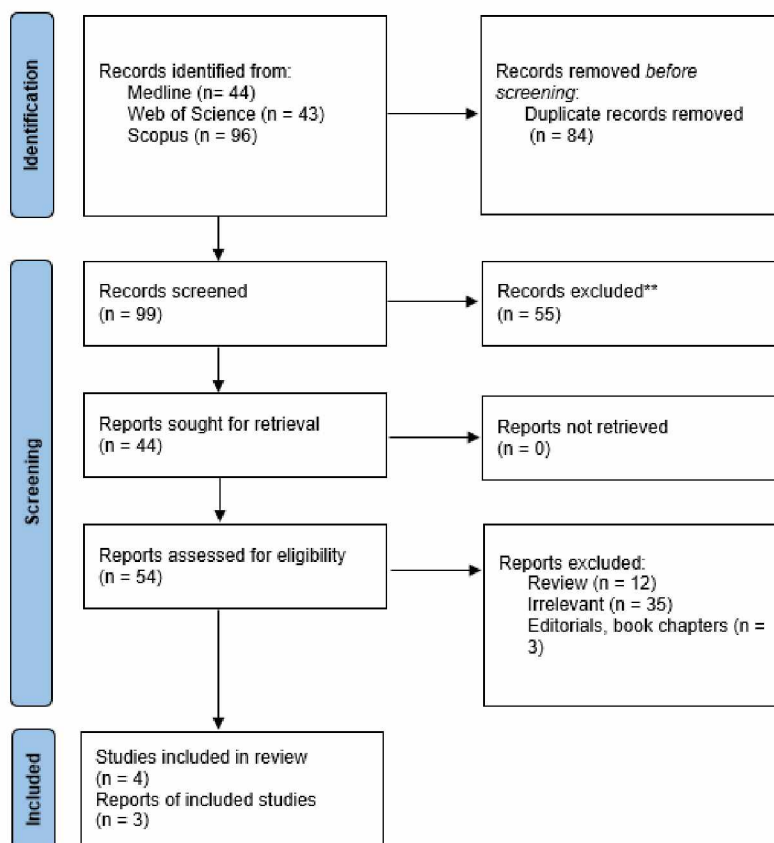 Identification
Records identified from:
Medline (n= 44)
Web of Science (n = 43)
Scopus (n = 96)
Records removed before
screening:
Duplicate records removed
(n = 84)
Screening
Records screened
(n = 99)
Records excluded**
(n = 55)
Reports sought for retrieval
(n = 44)
Reports not retrieved
(n = 0)
Reports assessed for eligibility
(n = 54)
Reports excluded:
Review (n = 12)
Irrelevant (n = 35)
Editorials, book chapters (n =
3)
Included
Studies included in review
(n = 4)
Reports of included studies
(n = 3)